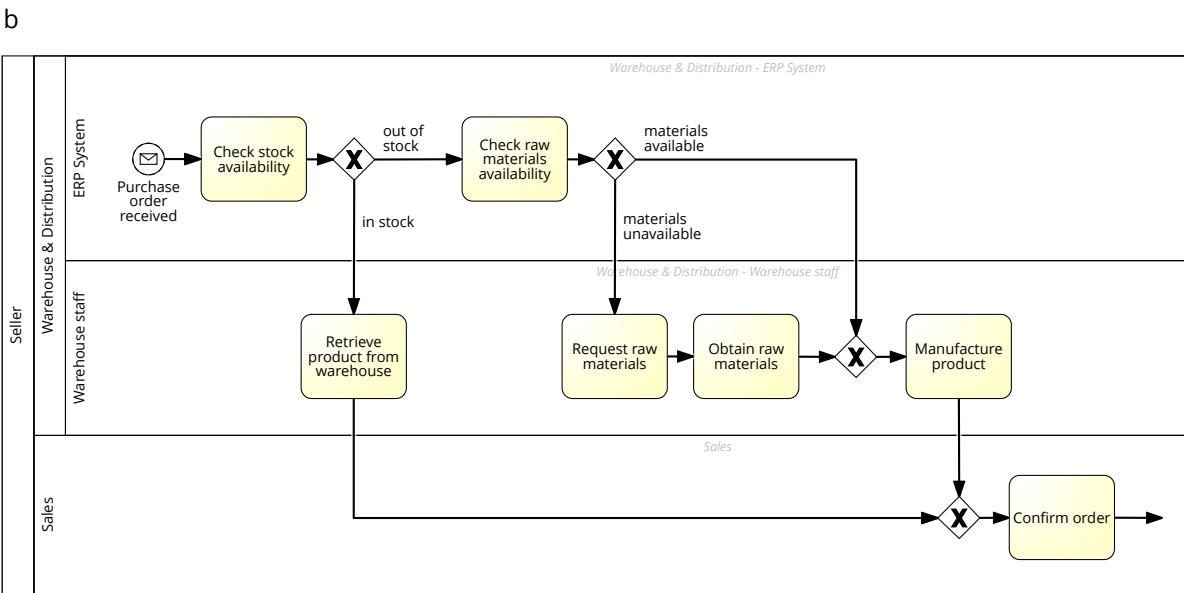 b
Warehouse & Distribution - ERP System
Seller
Warehouse & Distribution
ERP System
Purchase
order
received
Check stock
availability
out of
stock
in stock
Check raw
materials
availability
materials
available
materials
unavailable
Warehouse & Distribution - Warehouse staff
Warehouse staff
Retrieve
product from
warehouse
Request raw
materials
Obtain raw
materials
Manufacture
product
Sales
Sales
Confirm order